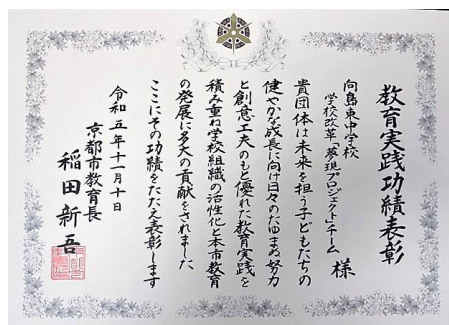 教育実践功績表彰
向島東中学校
学校改革「夢現プロジェクト」チーム 様
貴団体は未来を担う子どもたちの
健やかな成長に向け日々のたゆまぬ努力
と創意工夫のもと優れた教育実践を
積み重ね学校組織の活性化と本市教育
の発展に多大の貢献をされました
ここにその功績をたたえ表彰します
令和五年十一月十日
京都市教育長
稲田新吾